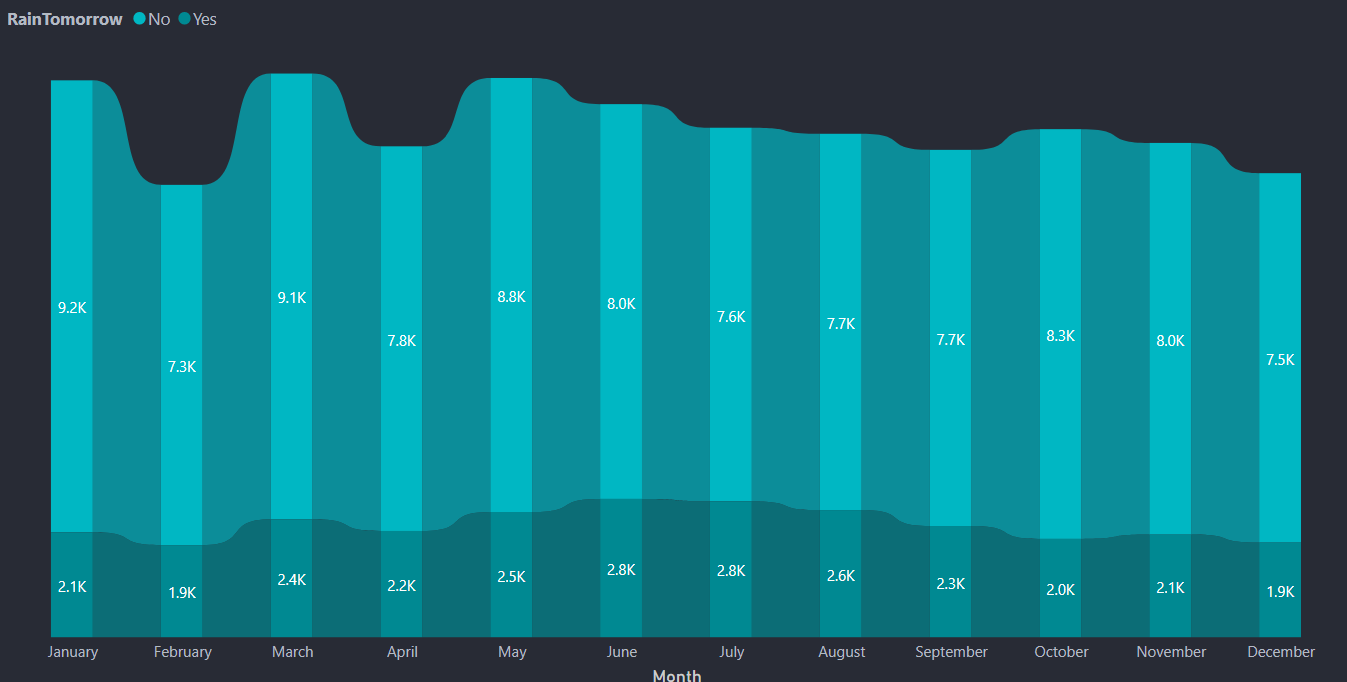 RainTomorrow No Yes
9.2K 7.3K 9.1K 7.8K 8.8K 8.0K 7.6K 7.7K 7.7K 8.3K 8.0K 7.5K
2.1K 1.9K 2.4K 2.2K 2.5K 2.8K 2.8K 2.6K 2.3K 2.0K 2.1K 1.9K
January February March April May June July August September October November December
Month